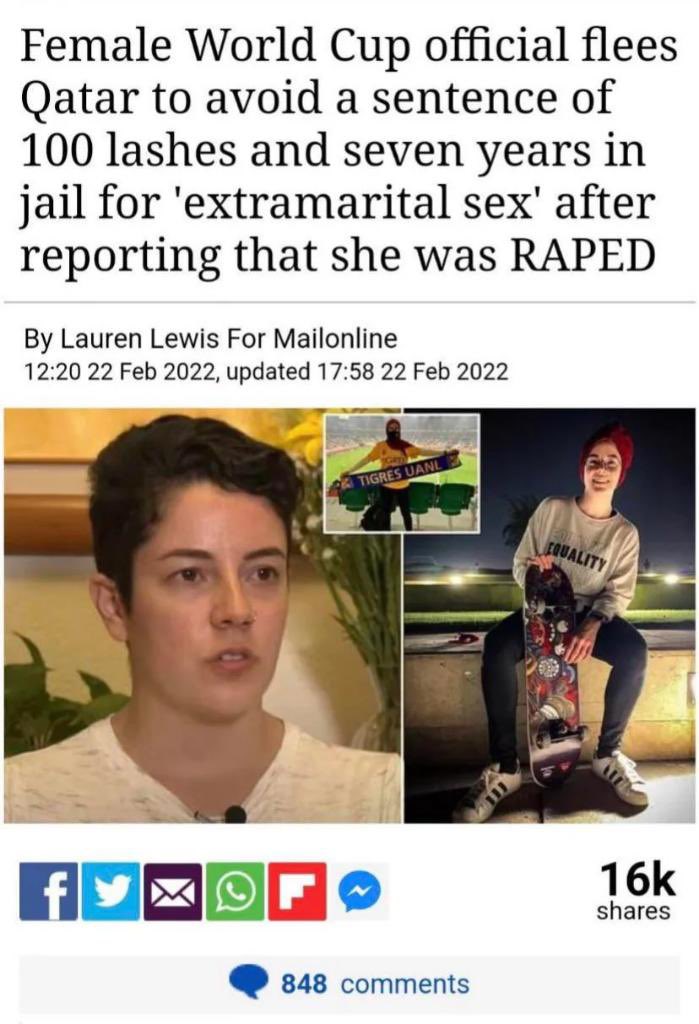 Female World Cup official flees
Qatar to avoid a sentence of
100 lashes and seven years in
jail for 'extramarital sex' after
reporting that she was RAPED
By Lauren Lewis For Mailonline
12:20 22 Feb 2022, updated 17:58 22 Feb 2022
TIGRES UANL
EQUALITY
16k
shares
848 comments